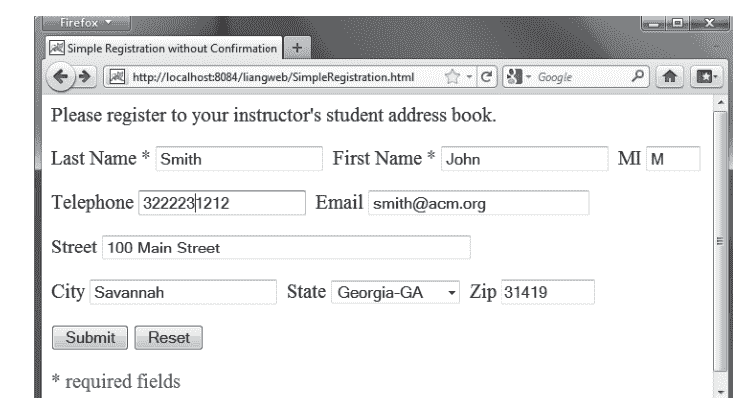 Firefox
Simple Registration without Confirmation
http://localhost:8084/liangweb/SimpleRegistration.html Google
Please register to your instructor's student address book.
Last Name * Smith First Name * John MI M
Telephone 3222231212 Email smith@acm.org
Street 100 Main Street
City Savannah State Georgia-GA Zip 31419
Submit Reset
* required fields